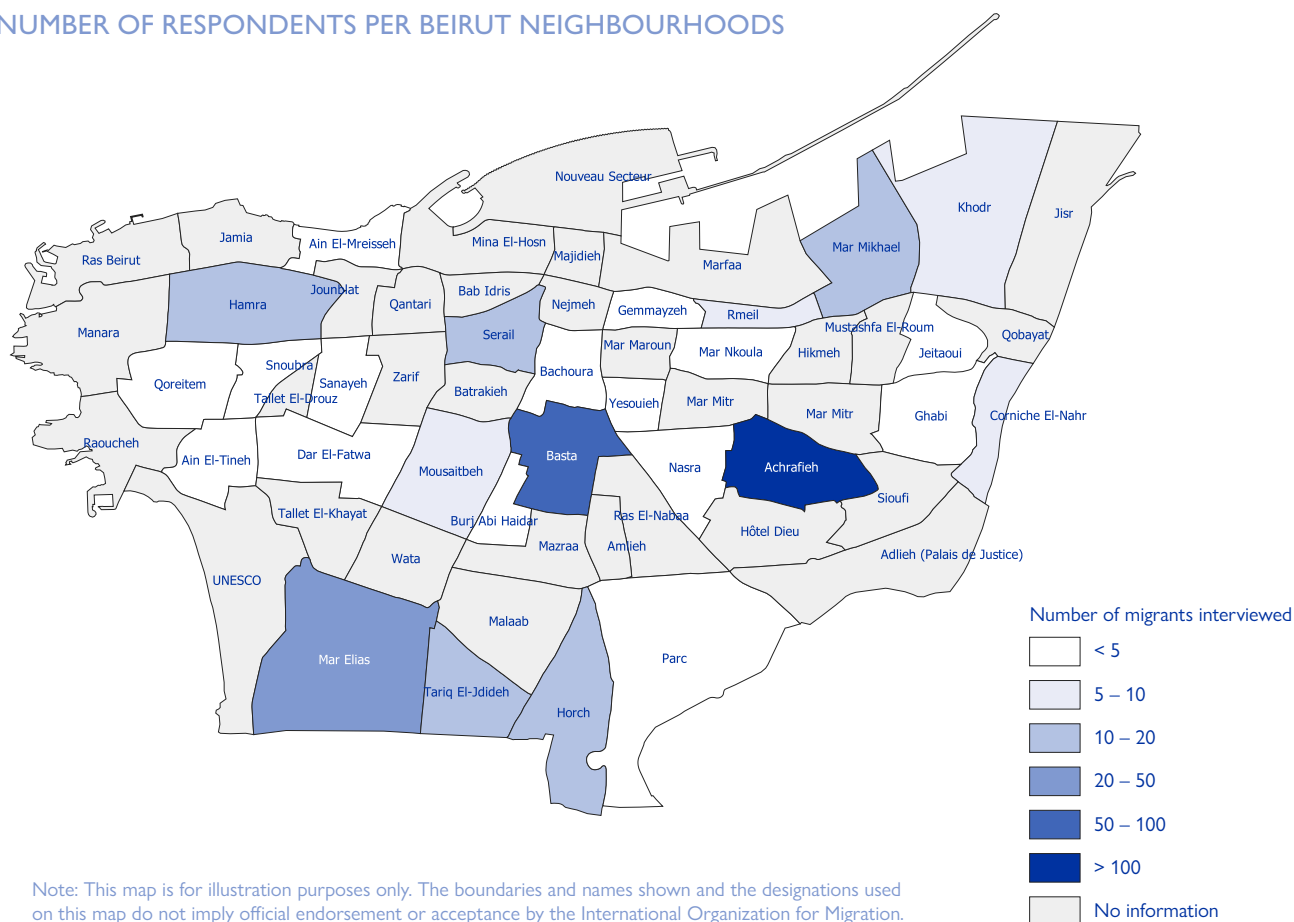 NUMBER OF RESPONDENTS PER BEIRUT NEIGHBOURHOODS
Nouveau Secteur
Khodr
Jisr
Jamia
Ain El-Mreisseh
Mina El-Hosn
Majidieh
Marfaa
Mar Mikhael
Ras Beirut
Hamra
Jounblat
Qantari
Bab Idris
Nejmeh
Gemmayzeh
Rmeil
Mustashfa El-Roum
Manara
Serail
Mar Maroun
Mar Nkoula
Hikmeh
Jeitaoui
Qobayat
Qoreitem
Snoubra
Sanayeh
Zarif
Bachoura
Tallet El-Drouz
Batrakieh
Yesouieh
Mar Mitr
Mar Mitr
Ghabi
Corniche El-Nahr
Raoucheh
Ain El-Tineh
Dar El-Fatwa
Mousaitbeh
Basta
Nasra
Achrafieh
Sioufi
Tallet El-Khayat
Burj Abi Haidar
Ras El-Nabaa
Hôtel Dieu
Wata
Mazraa
Amlieh
Adlieh (Palais de Justice)
UNESCO
Malaab
Mar Elias
Parc
Tariq El-Jdideh
Horch
Number of migrants interviewed
< 5
5 – 10
10 – 20
20 – 50
50 – 100
> 100
No information
Note: This map is for illustration purposes only. The boundaries and names shown and the designations used
on this map do not imply official endorsement or acceptance by the International Organization for Migration.